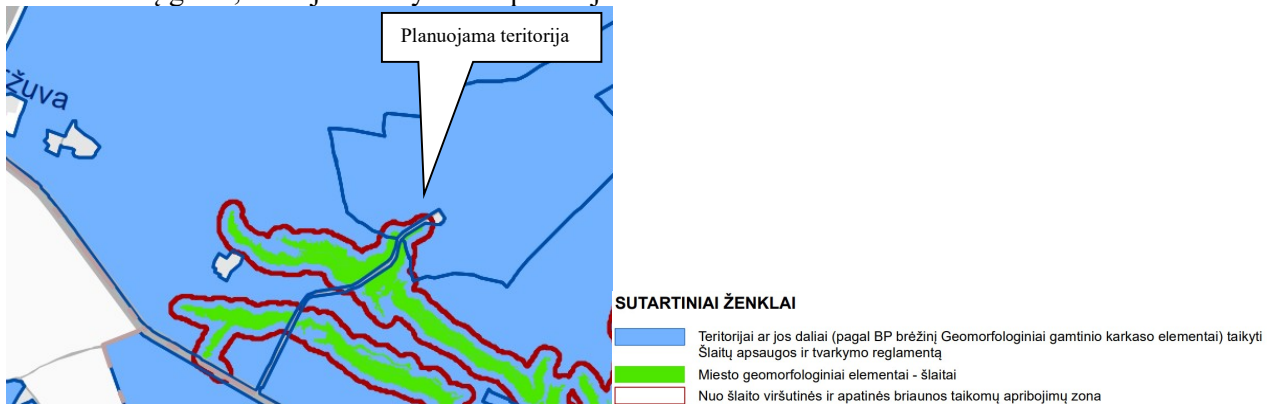 Planuojama teritorija
žuva
SUTARTINIAI ŽENKLAI
Teritorijai ar jos daliai (pagal BP brėžinį Geomorfologiniai gamtinio karkaso elementai) taikyti
Šlaitų apsaugos ir tvarkymo reglamentą
Miesto geomorfologiniai elementai - šlaitai
Nuo šlaito viršutinės ir apatinės briaunos taikomų apribojimų zona